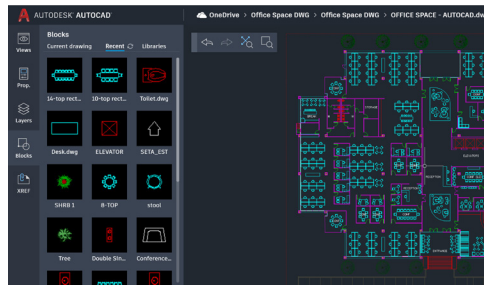 A AUTODESK® AUTOCAD®
OneDrive > Office Space DWG > Office Space DWG > OFFICE SPACE - AUTOCAD.dw
Views
Prop.
Layers
Blocks
XREF
Blocks
Current drawing Recent Libraries
14-top rect... 10-top rect... Toilet.dwg
Desk.dwg ELEVATOR SETA_EST
SHRB 1 8-TOP stool
Tree Double Sin... Conference...
RECEPTION